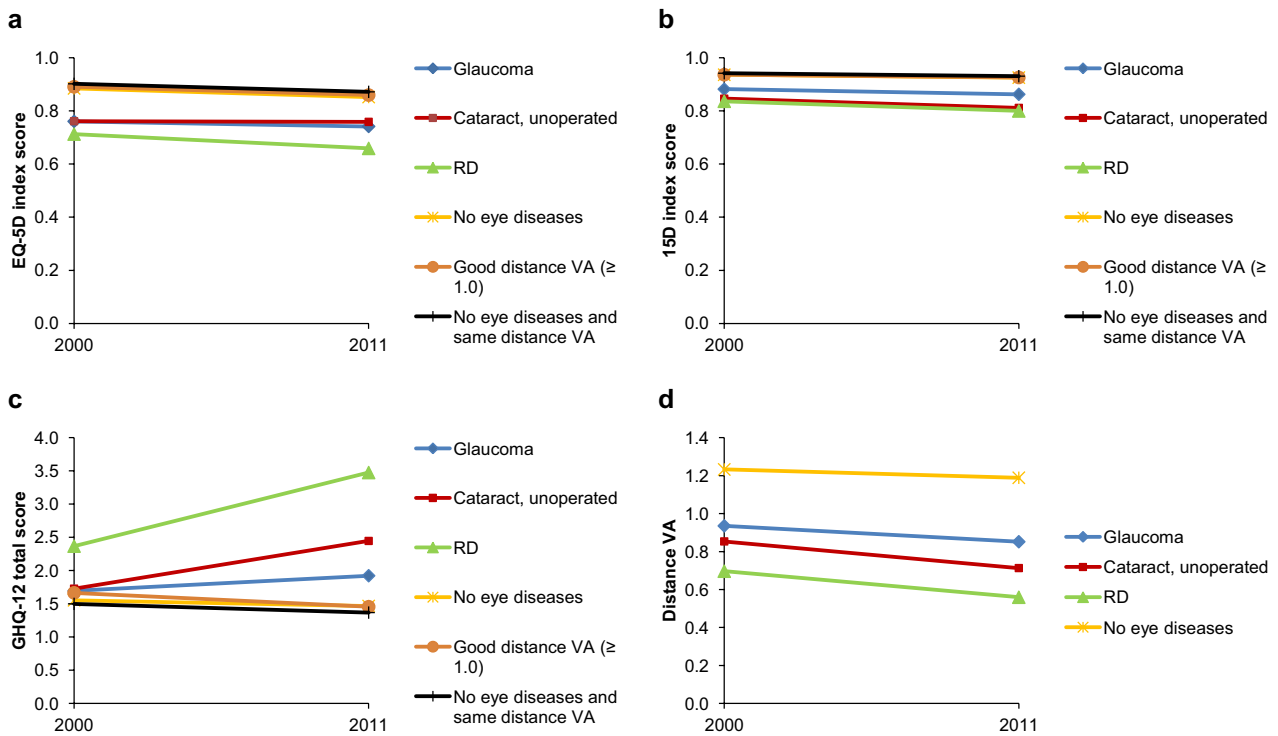 a
EQ-5D index score
1.0
0.8
0.6
0.4
0.2
0.0
2000
2011
Glaucoma
Cataract, unoperated
RD
No eye diseases
Good distance VA (≥
1.0)
No eye diseases and
same distance VA
b
15D index score
1.0
0.8
0.6
0.4
0.2
0.0
2000
2011
Glaucoma
Cataract, unoperated
RD
No eye diseases
Good distance VA (≥
1.0)
No eye diseases and
same distance VA
c
GHQ-12 total score
4.0
3.5
3.0
2.5
2.0
1.5
1.0
0.5
0.0
2000
2011
Glaucoma
Cataract, unoperated
RD
No eye diseases
Good distance VA (≥
1.0)
No eye diseases and
same distance VA
d
Distance VA
1.4
1.2
1.0
0.8
0.6
0.4
0.2
0.0
2000
2011
Glaucoma
Cataract, unoperated
RD
No eye diseases